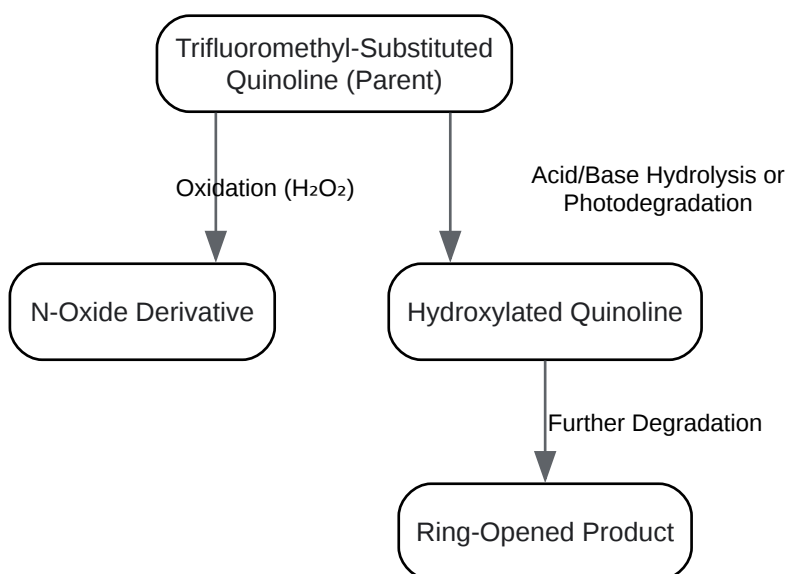 Trifluoromethyl-Substituted
Quinoline (Parent)
Oxidation (H₂O₂)
Acid/Base Hydrolysis or
Photodegradation
N-Oxide Derivative
Hydroxylated Quinoline
Further Degradation
Ring-Opened Product